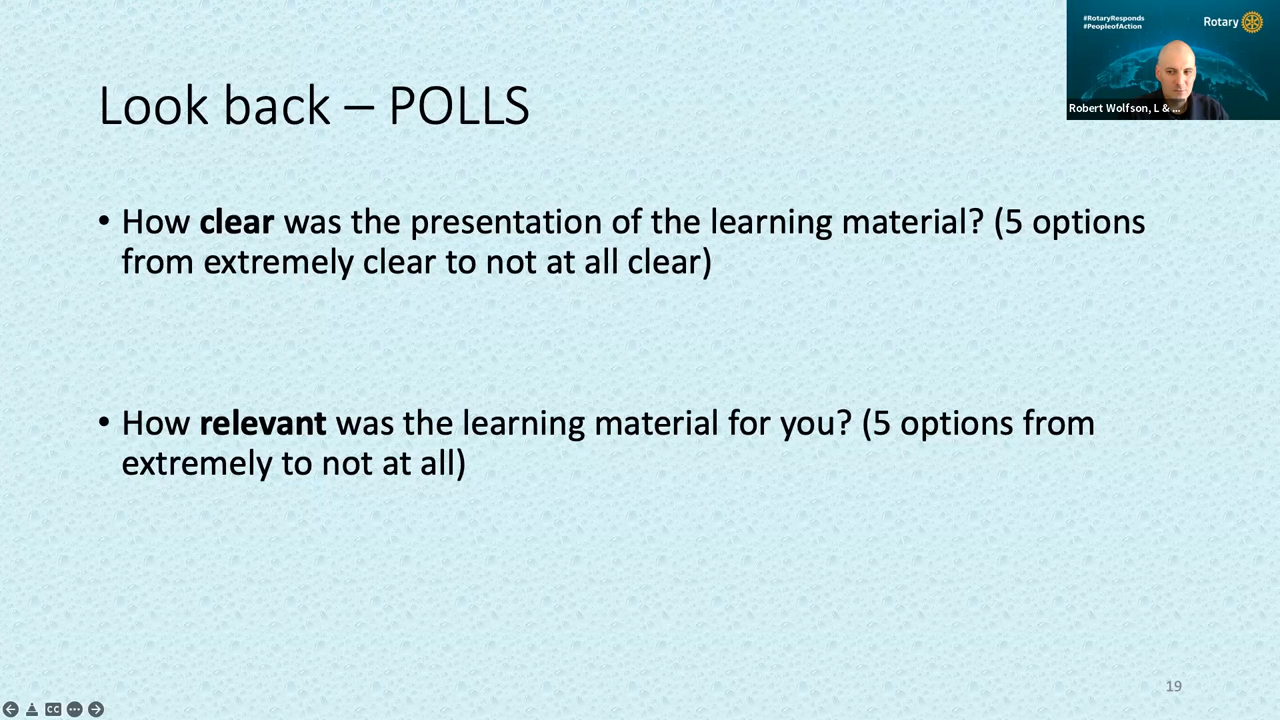 #RotaryResponds
#PeopleofAction
Rotary
Robert Wolfson, L & ...
Look back – POLLS
• How clear was the presentation of the learning material? (5 options
from extremely clear to not at all clear)
• How relevant was the learning material for you? (5 options from
extremely to not at all)
19
CC